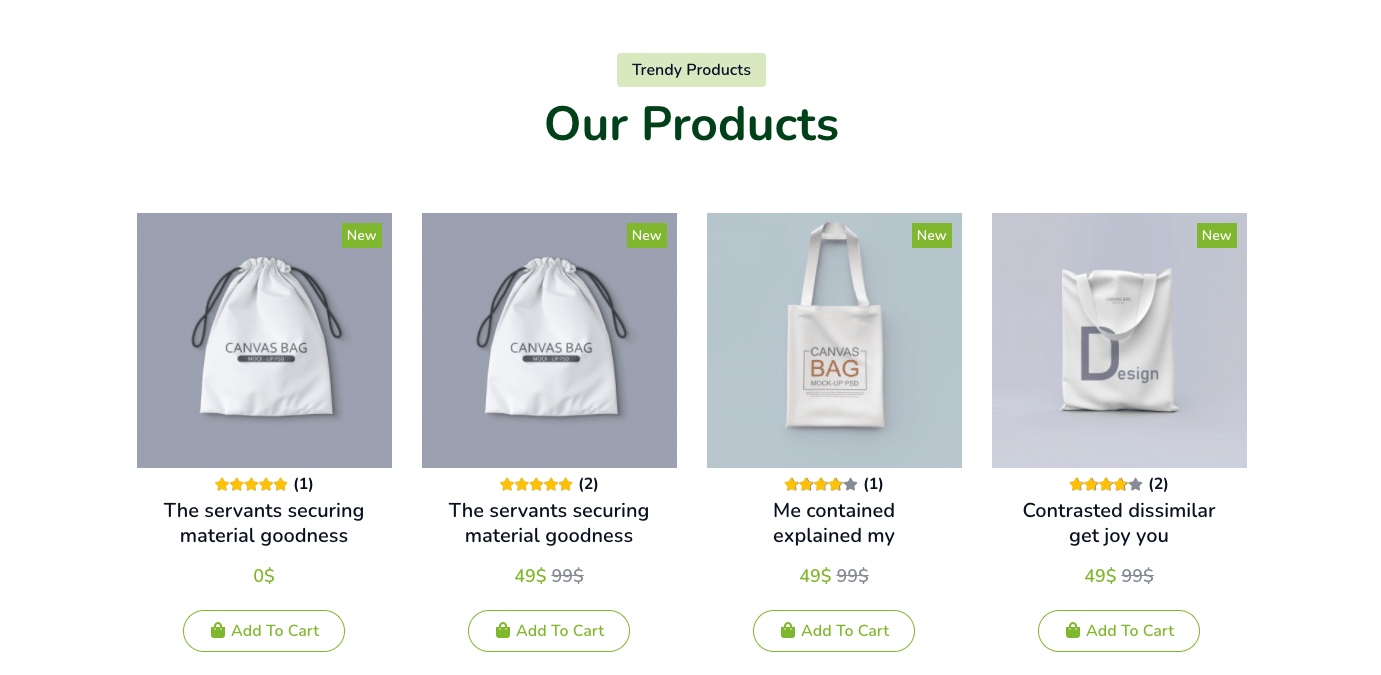 Trendy Products
Our Products
New
New
New
New
CANVAS BAG
MOCK - UP PSD
CANVAS BAG
MOCK - UP PSD
CANVAS
BAG
MOCK-UP PSD
CANVAS BAG
Design
(1)
(2)
(1)
(2)
The servants securing
material goodness
The servants securing
material goodness
Me contained
explained my
Contrasted dissimilar
get joy you
0$
49$ 99$
49$ 99$
49$ 99$
Add To Cart
Add To Cart
Add To Cart
Add To Cart